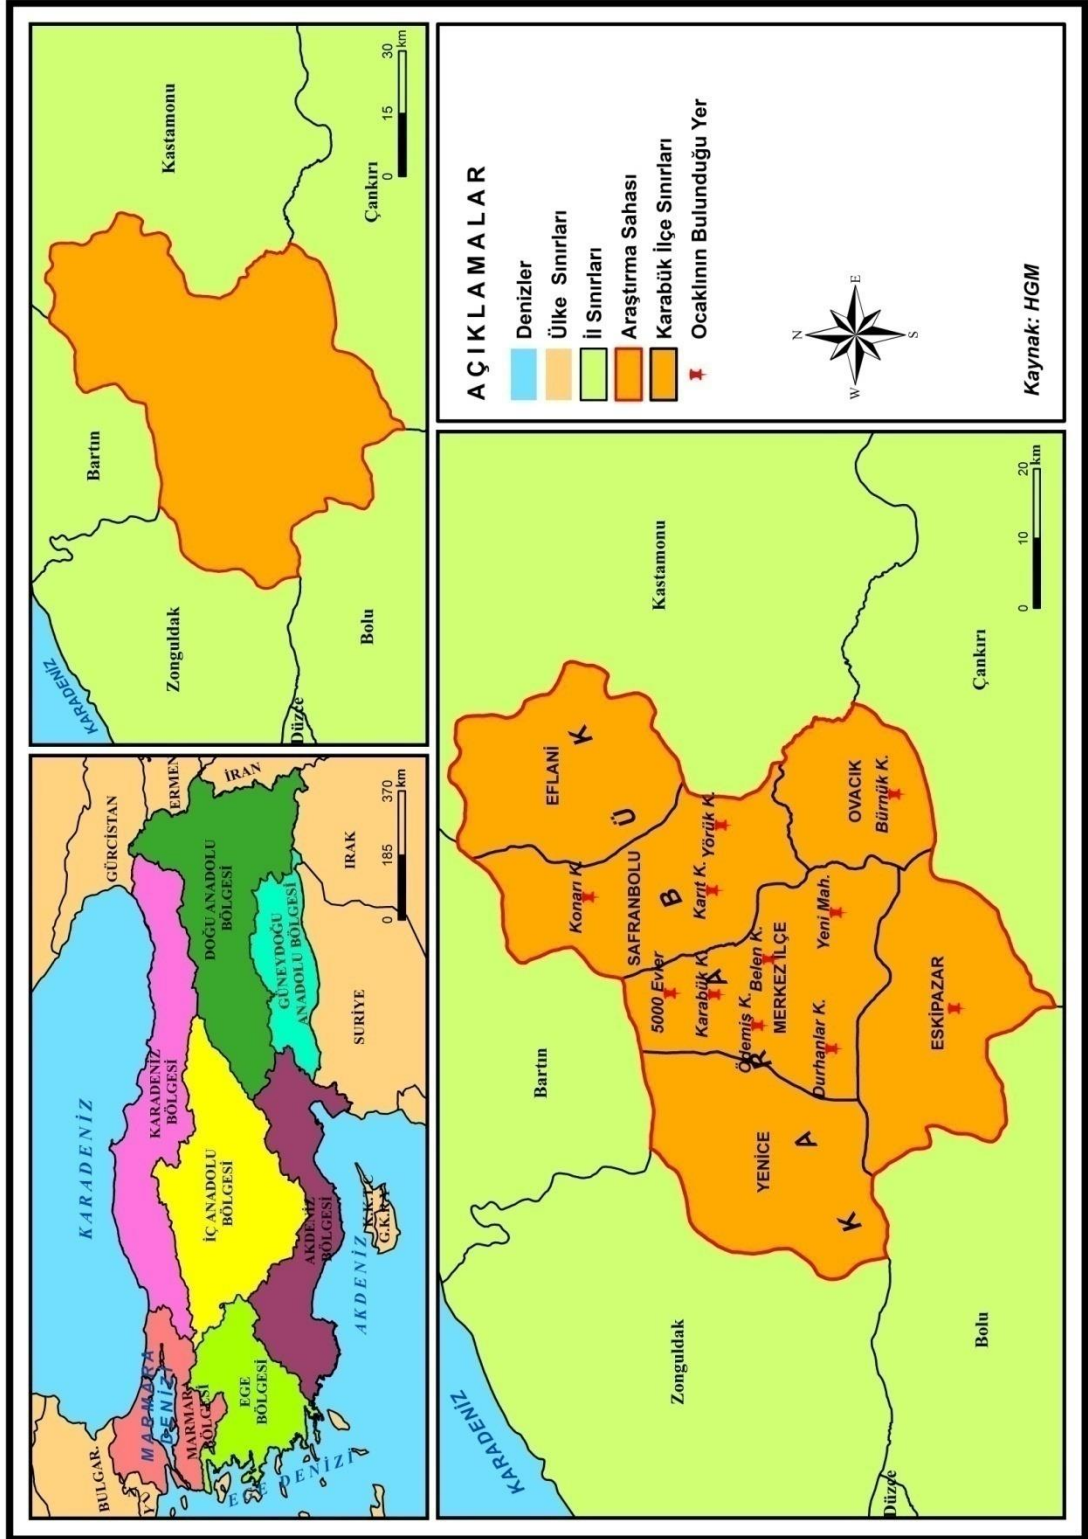 BULGAR.
KARADENİZ
GÜRCİSTAN
ERMEN
İRAN
MARMARA
DENİZİ
MARMARA
BÖLGESİ
KARADENİZ
BÖLGESİ
DOĞU ANADOLU
BÖLGESİ
İÇ ANADOLU
BÖLGESİ
EGE
BÖLGESİ
GÜNEYDOĞU
ANADOLU BÖLGESİ
AKDENİZ
BÖLGESİ
EGE DENİZİ
AKDENİZ
K.K.T.C
G.K.R.Y
SURİYE
IRAK
0 185 370
km
KARADENİZ
Zonguldak
Bartın
Kastamonu
Düzce
Bolu
Çankırı
0 15 30
km
KARADENİZ
Zonguldak
Bartın
Kastamonu
Düzce
Bolu
Çankırı
K A R A B Ü K
EFLANİ
Konarı K.
SAFRANBOLU
5000 Evler
Karıt K.
Yörük K.
Karabük K.
Ödemiş K.
Belen K.
MERKEZ İLÇE
YENİCE
Durhanlar K.
Yeni Mah.
OVACIK
Bürnük K.
ESKİPAZAR
0 10 20
km
AÇIKLAMALAR
Denizler
Ülke Sınırları
İl Sınırları
Araştırma Sahası
Karabük İlçe Sınırları
Ocaklının Bulunduğu Yer
N
W
E
S
Kaynak: HGM